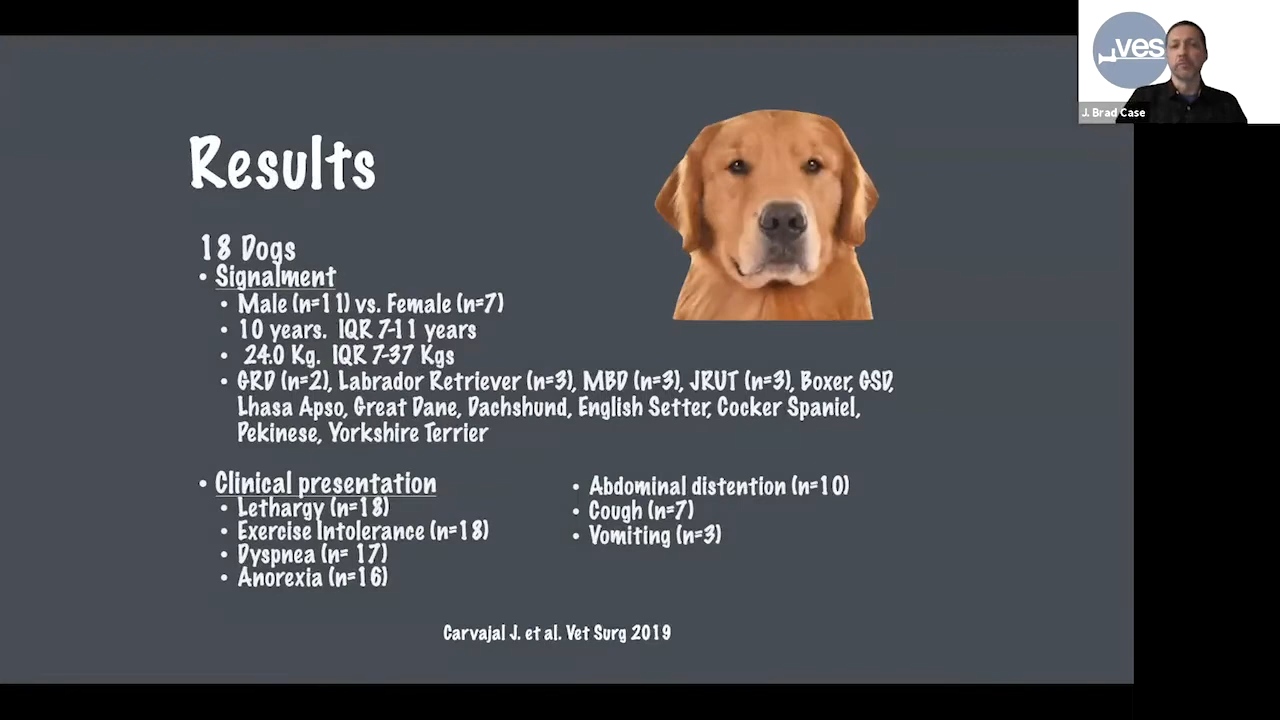 ves
J. Brad Case
Results
18 Dogs
• Signalment
• Male (n=11) vs. Female (n=7)
• 10 years. IQR 7-11 years
• 24.0 Kg. IQR 7-37 Kgs
• GRD (n=2), Labrador Retriever (n=3), MBD (n=3), JRUT (n=3), Boxer, GSD,
Lhasa Apso, Great Dane, Dachshund, English Setter, Cocker Spaniel,
Pekinese, Yorkshire Terrier
• Clinical presentation
• Lethargy (n=18)
• Exercise Intolerance (n=18)
• Dyspnea (n= 17)
• Anorexia (n=16)
• Abdominal distention (n=10)
• Cough (n=7)
• Vomiting (n=3)
Carvajal J. et al. Vet Surg 2019